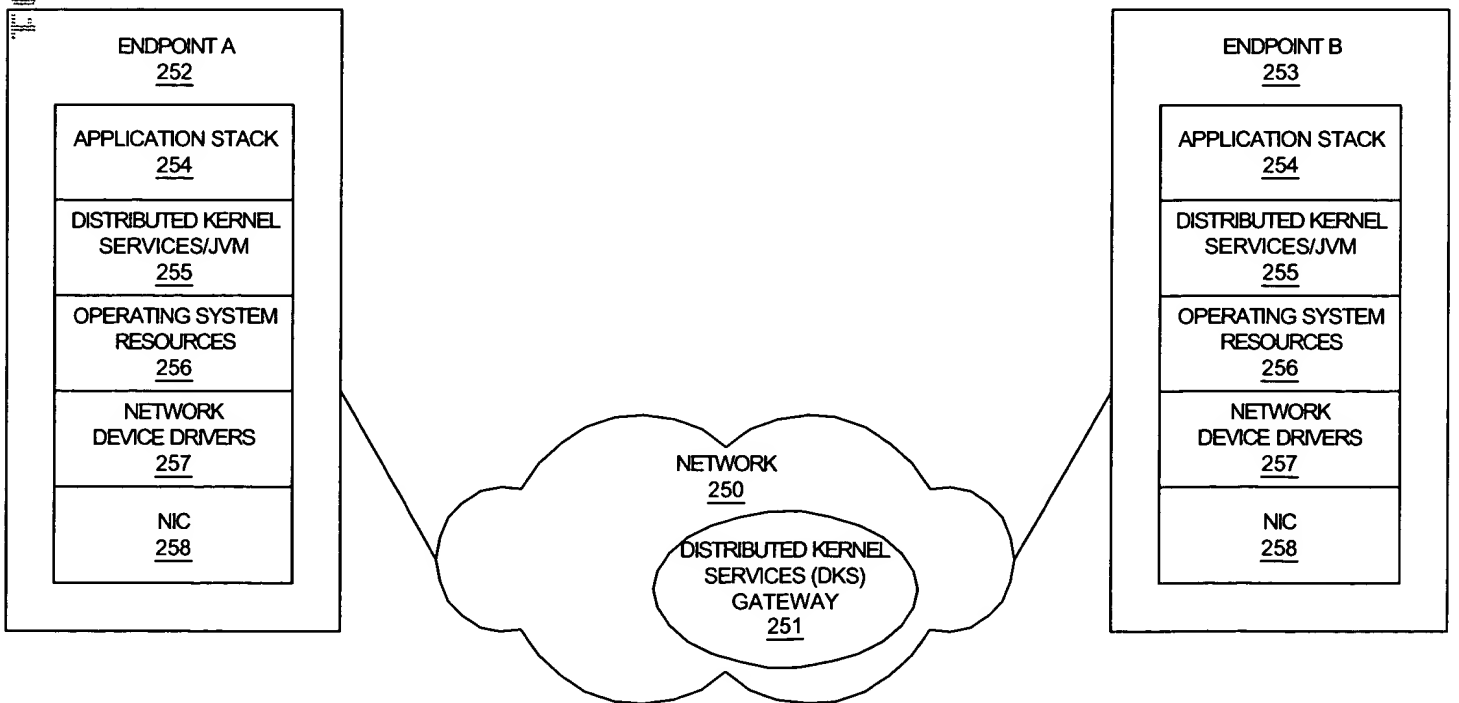 ENDPOINT A
252
APPLICATION STACK
254
DISTRIBUTED KERNEL
SERVICES/JVM
255
OPERATING SYSTEM
RESOURCES
256
NETWORK
DEVICE DRIVERS
257
NIC
258
NETWORK
250
DISTRIBUTED KERNEL
SERVICES (DKS)
GATEWAY
251
ENDPOINT B
253
APPLICATION STACK
254
DISTRIBUTED KERNEL
SERVICES/JVM
255
OPERATING SYSTEM
RESOURCES
256
NETWORK
DEVICE DRIVERS
257
NIC
258